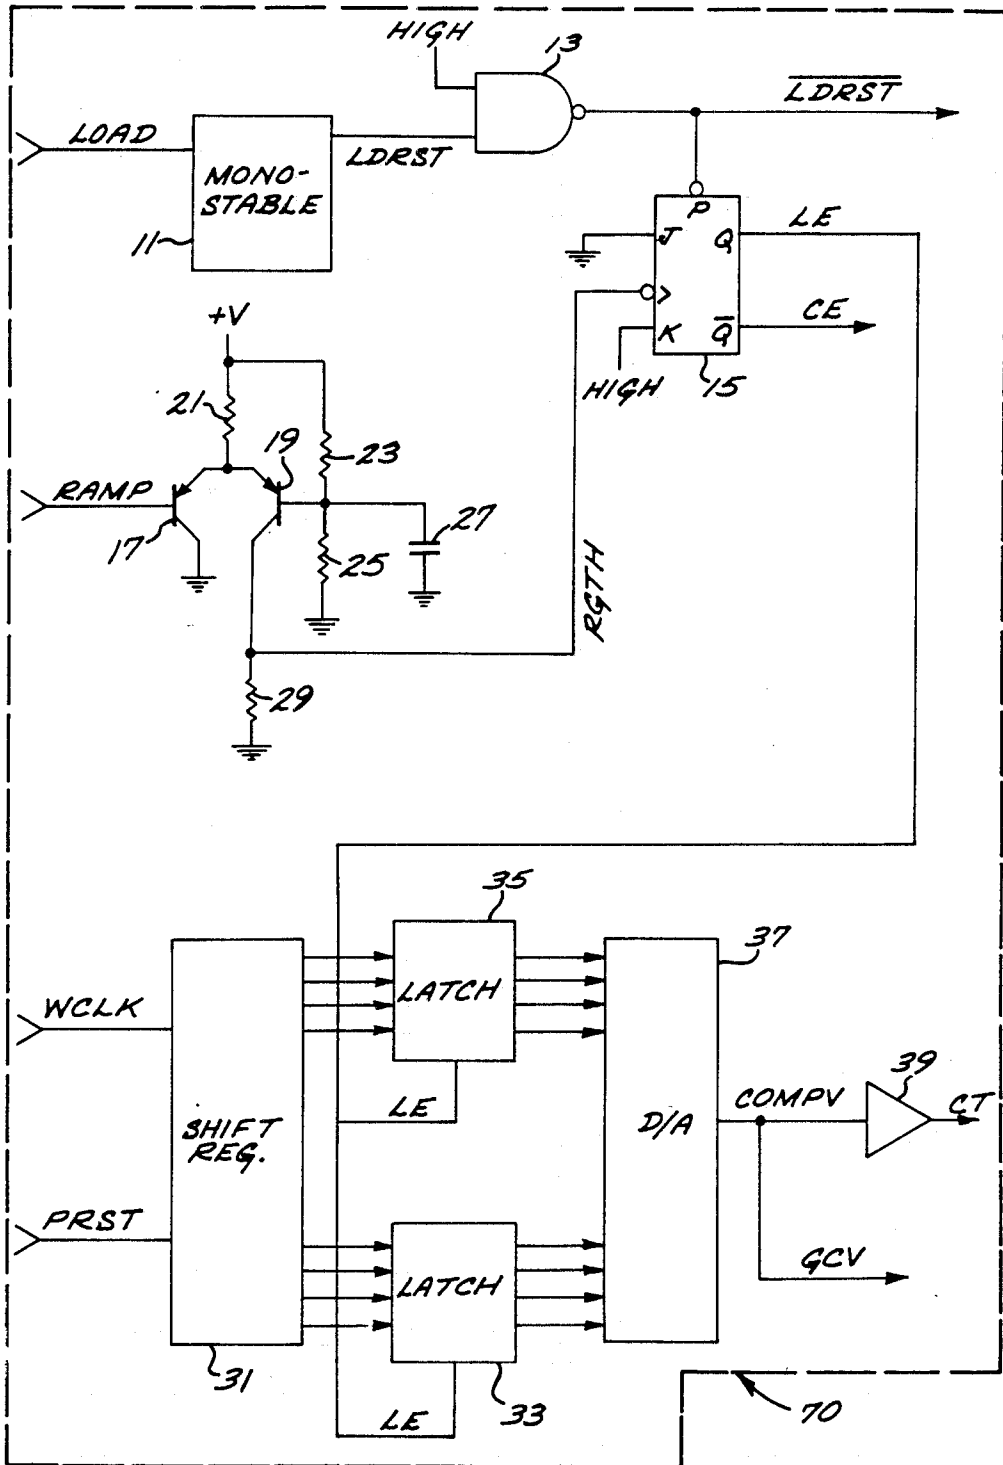 HIGH
13
LDRST
LOAD
LDRST
MONO-
STABLE
11
P
J
Q
LE
K
Q̅
CE
HIGH
15
+V
21
19
23
RAMP
17
27
25
RGTH
29
35
37
LATCH
WCLK
LE
COMPV
39
CT
SHIFT
REG.
D/A
PRST
LATCH
GCV
31
33
LE
70